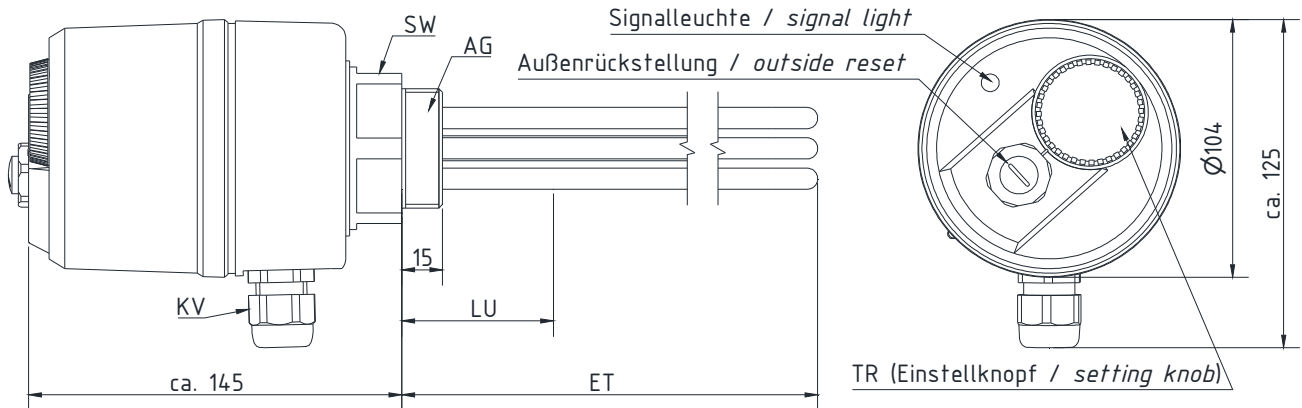 SW
AG
Signalleuchte / signal light
Außenrückstellung / outside reset
Ø104
ca. 125
15
KV
LU
ca. 145
ET
TR (Einstellknopf / setting knob)